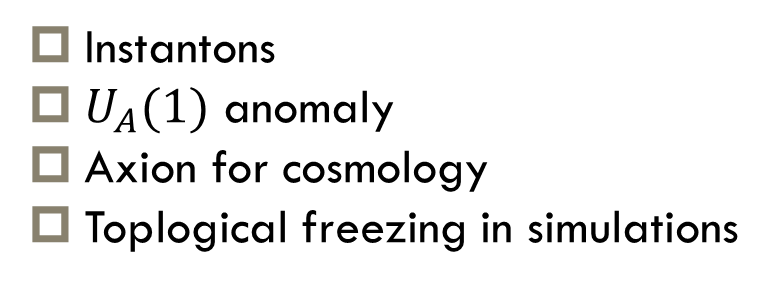 Instantons
U_A(1) anomaly
Axion for cosmology
Toplogical freezing in simulations